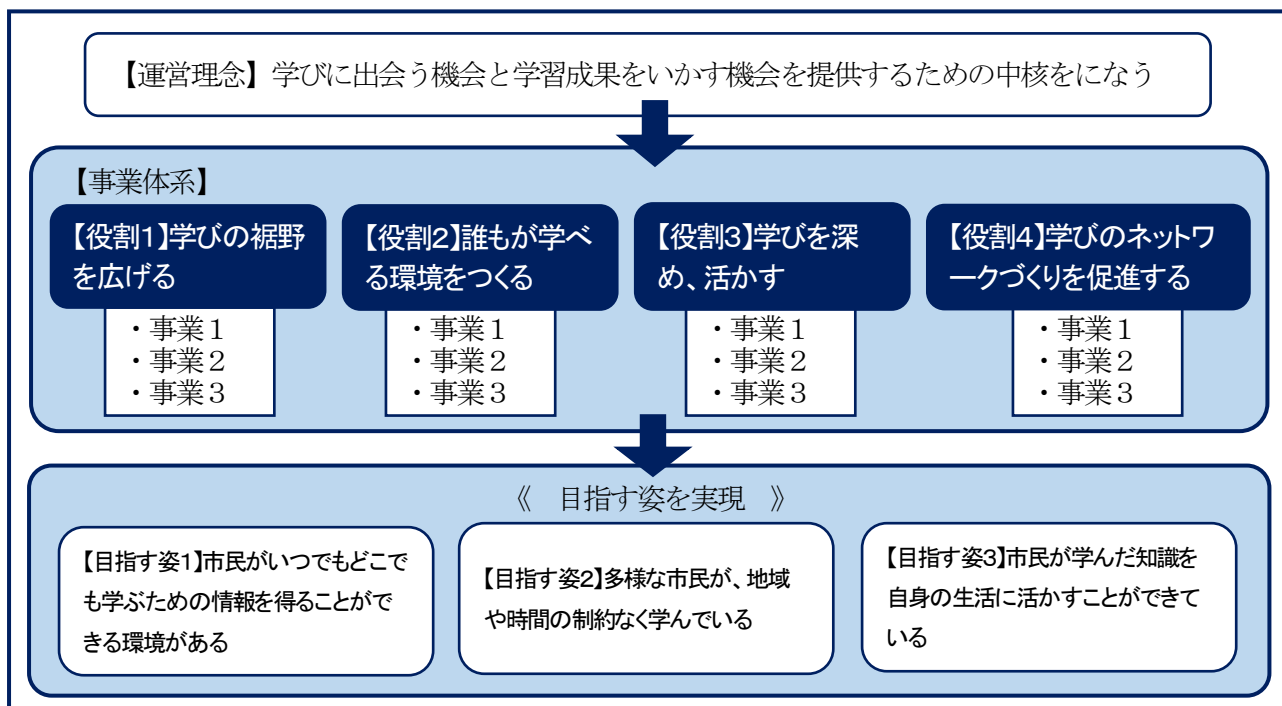 【運営理念】学びに出会う機会と学習成果をいかす機会を提供するための中核をになう
【事業体系】
【役割1】学びの裾野
を広げる
・事業１
・事業２
・事業３
【役割2】誰もが学べ
る環境をつくる
・事業１
・事業２
・事業３
【役割3】学びを深
め、活かす
・事業１
・事業２
・事業３
【役割4】学びのネットワ
ークづくりを促進する
・事業１
・事業２
・事業３
《　目指す姿を実現　》
【目指す姿1】市民がいつでもどこで
も学ぶための情報を得ることがで
きる環境がある
【目指す姿2】多様な市民が、地域
や時間の制約なく学んでいる
【目指す姿3】市民が学んだ知識を
自身の生活に活かすことができて
いる